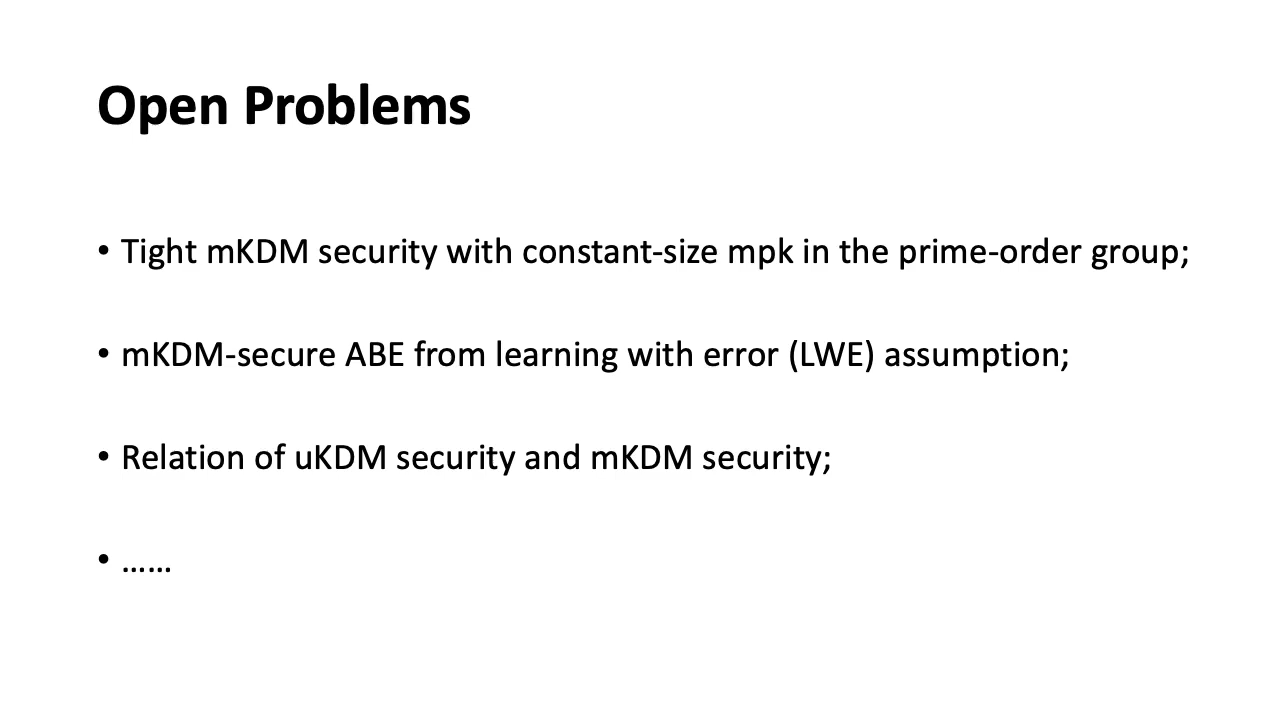 Open Problems
• Tight mKDM security with constant-size mpk in the prime-order group;
• mKDM-secure ABE from learning with error (LWE) assumption;
• Relation of uKDM security and mKDM security;
• ……